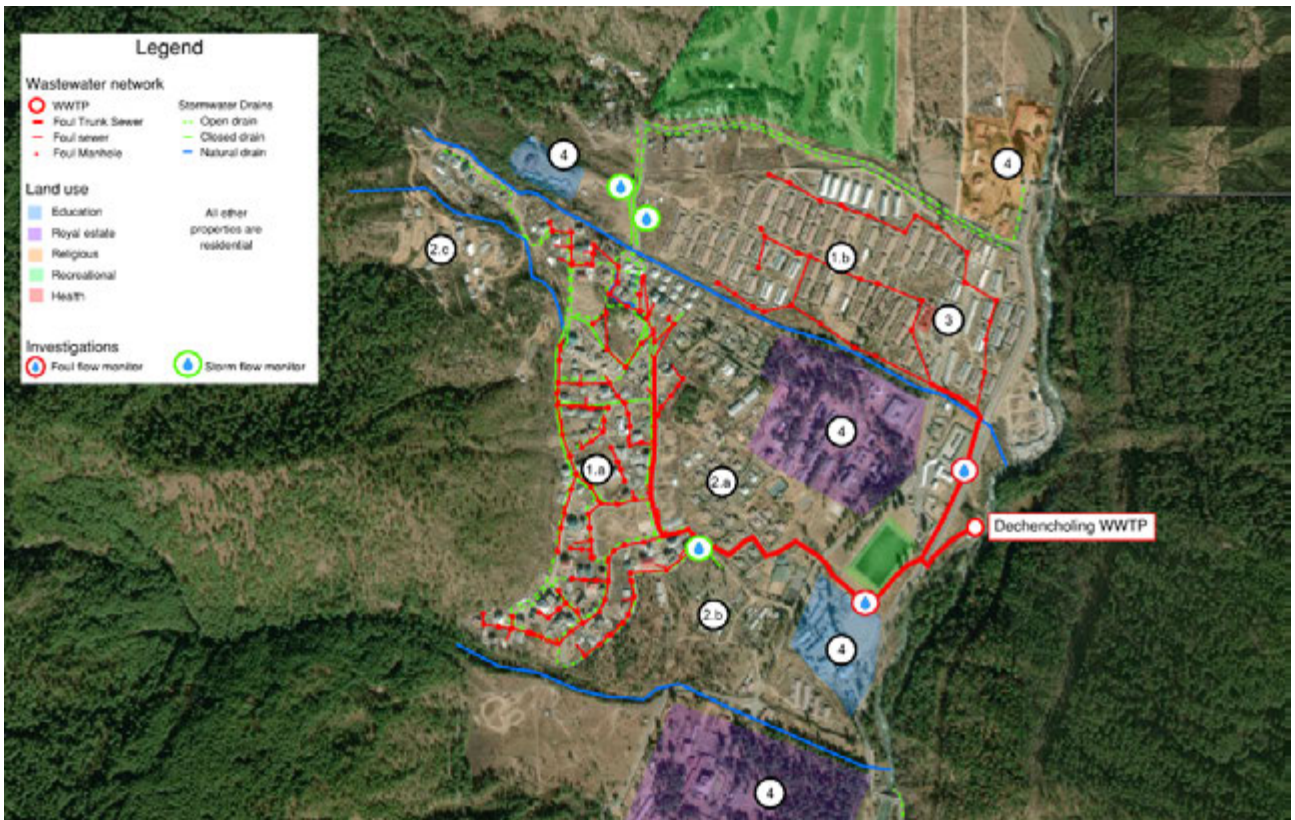 Legend
Wastewater network
WWTP
Foul Trunk Sewer
Foul sewer
Foul Manhole
Stormwater Drains
Open drain
Closed drain
Natural drain
Land use
Education
Royal estate
Religious
Recreational
Health
All other
properties are
residential
Investigations
Foul flow monitor
Storm flow monitor
4
4
2.c
1.b
3
4
1.a
2.a
Dechencholing WWTP
2.b
4
4